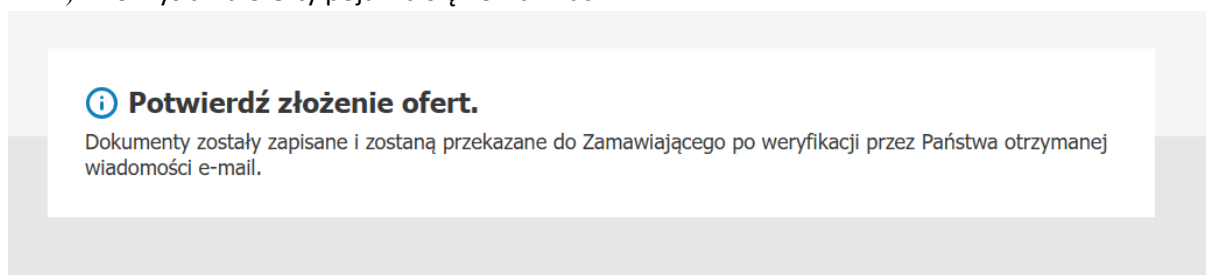 Potwierdź złożenie ofert.
Dokumenty zostały zapisane i zostaną przekazane do Zamawiającego po weryfikacji przez Państwa otrzymanej
wiadomości e-mail.